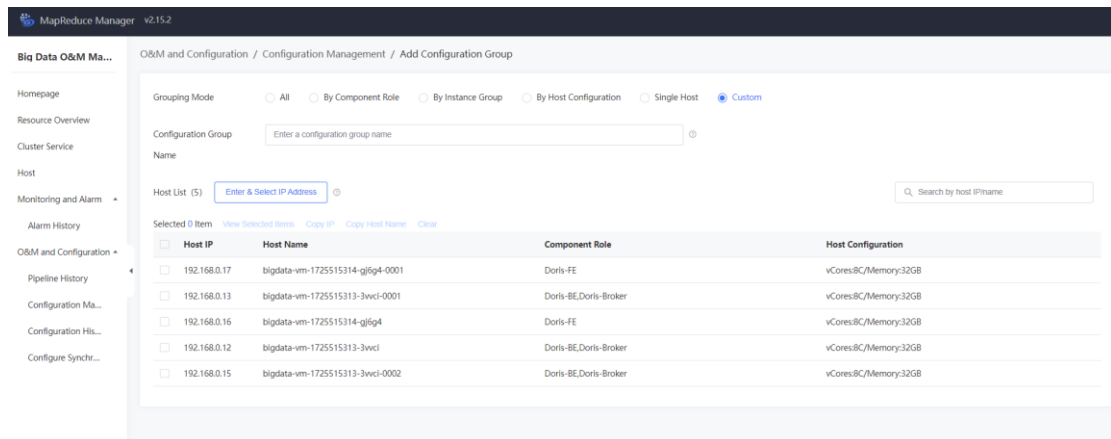 MapReduce Manager v2.15.2
Big Data O&M Ma...
Homepage
Resource Overview
Cluster Service
Host
Monitoring and Alarm
Alarm History
O&M and Configuration
Pipeline History
Configuration Ma...
Configuration His...
Configure Synchr...
O&M and Configuration / Configuration Management / Add Configuration Group
Grouping Mode All By Component Role By Instance Group By Host Configuration Single Host Custom
Configuration Group Name Enter a configuration group name
Host List (5) Enter & Select IP Address Search by host IP/name
Selected 0 Item View Selected Items Copy IP Copy Host Name Clear
Host IP Host Name Component Role Host Configuration
192.168.0.17 bigdata-vm-1725515314-gj6g4-0001 Doris-FE vCores:8C/Memory:32GB
192.168.0.13 bigdata-vm-1725515313-3vvcl-0001 Doris-BE,Doris-Broker vCores:8C/Memory:32GB
192.168.0.16 bigdata-vm-1725515314-gj6g4 Doris-FE vCores:8C/Memory:32GB
192.168.0.12 bigdata-vm-1725515313-3vvcl Doris-BE,Doris-Broker vCores:8C/Memory:32GB
192.168.0.15 bigdata-vm-1725515313-3vvcl-0002 Doris-BE,Doris-Broker vCores:8C/Memory:32GB